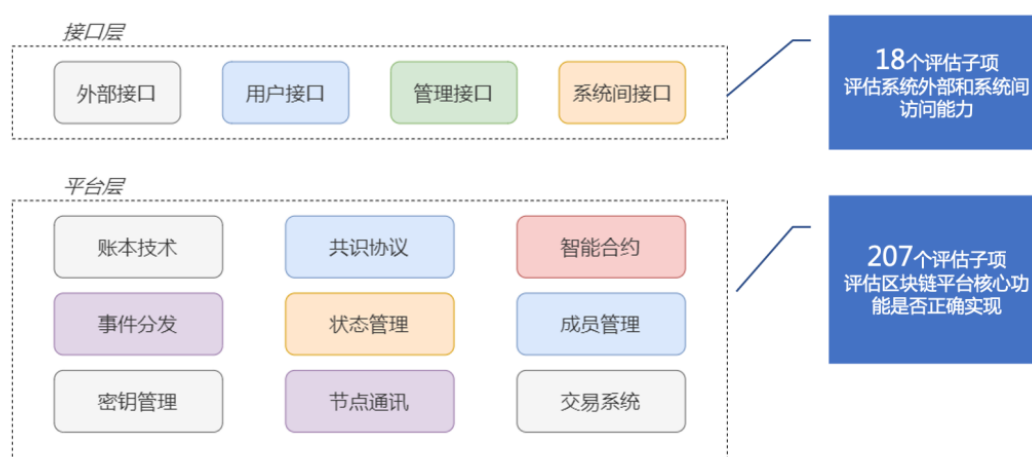 接口层
外部接口
用户接口
管理接口
系统间接口
18个评估子项
评估系统外部和系统间
访问能力
平台层
账本技术
共识协议
智能合约
事件分发
状态管理
成员管理
密钥管理
节点通讯
交易系统
207个评估子项
评估区块链平台核心功
能是否正确实现